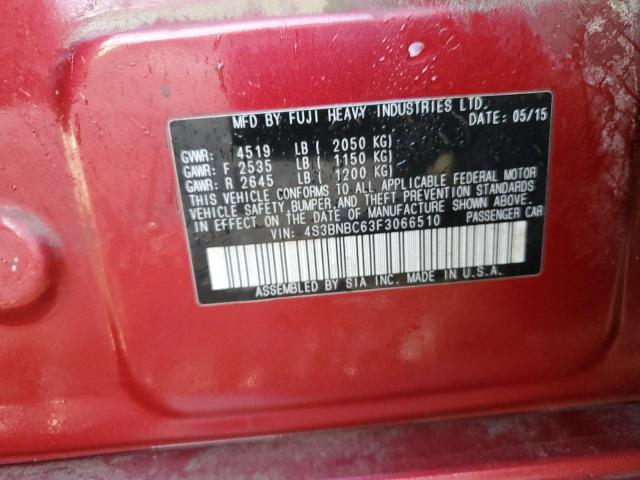 MFD BY FUJI HEAVY INDUSTRIES LTD.
DATE: 05/15
GVWR: 4519 LB ( 2050 KG)
GAWR: F 2535 LB ( 1150 KG)
GAWR: R 2645 LB ( 1200 KG)
THIS VEHICLE CONFORMS TO ALL APPLICABLE FEDERAL MOTOR
VEHICLE SAFETY, BUMPER, AND THEFT PREVENTION STANDARDS
IN EFFECT ON THE DATE OF MANUFACTURE SHOWN ABOVE.
VIN: 4S3BNBC63F3066510 PASSENGER CAR
ASSEMBLED BY SIA INC. MADE IN U.S.A.